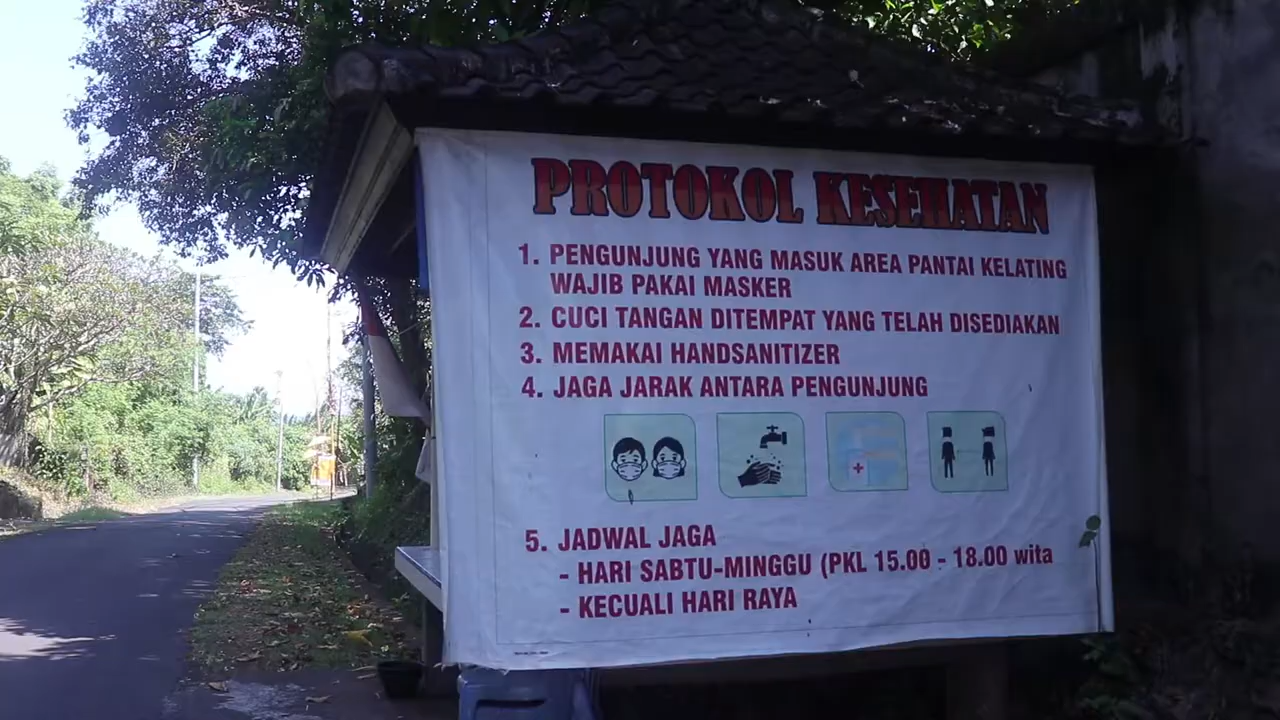 PROTOKOL KESEHATAN
1. PENGUNJUNG YANG MASUK AREA PANTAI KELATING
WAJIB PAKAI MASKER
2. CUCI TANGAN DITEMPAT YANG TELAH DISEDIAKAN
3. MEMAKAI HANDSANITIZER
4. JAGA JARAK ANTARA PENGUNJUNG
5. JADWAL JAGA
- HARI SABTU-MINGGU (PKL 15.00 - 18.00 wita
- KECUALI HARI RAYA